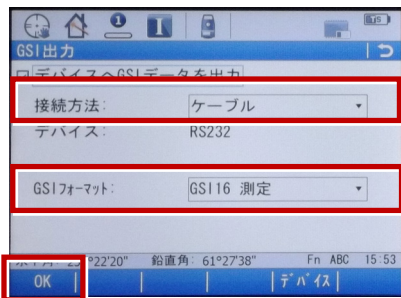 GSI出力
デバイスへGSIデータを出力
接続方法: ケーブル
デバイス: RS232
GSIフォーマット: GSI16 測定
°22'20" 鉛直角: 61°27'38" Fn ABC 15:53
OK デバイス